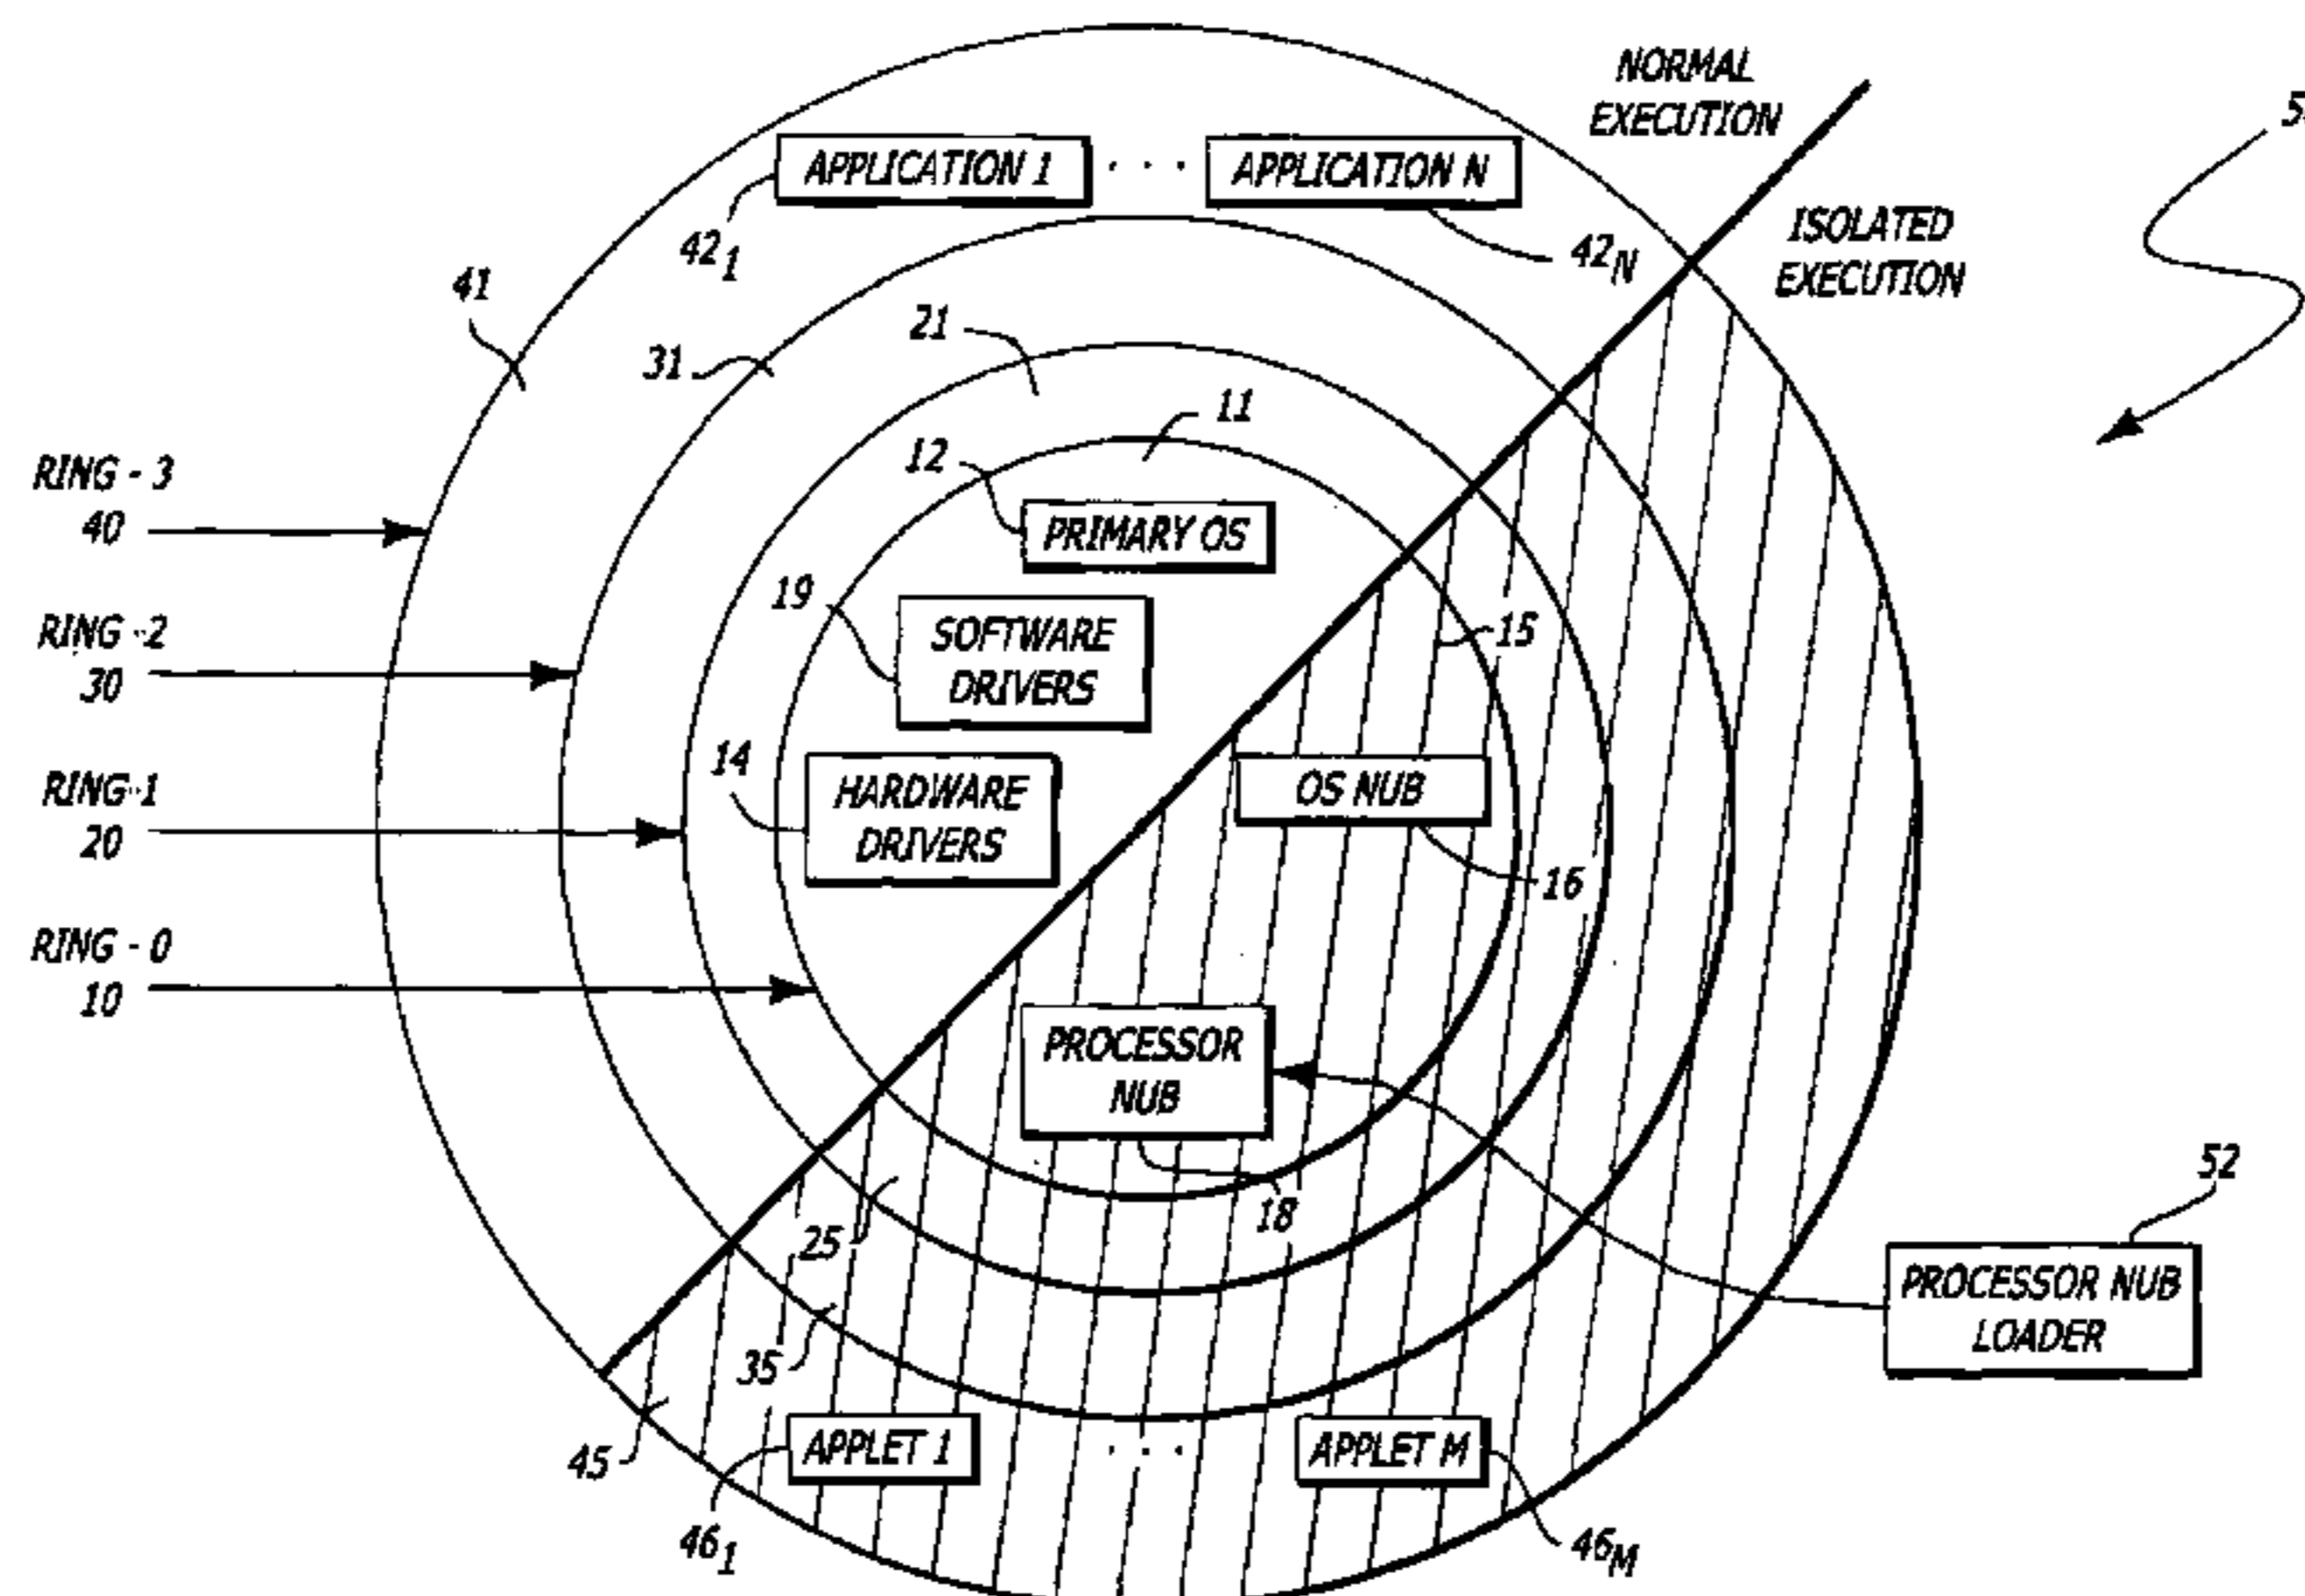 NORMAL
EXECUTION
ISOLATED
EXECUTION
APPLICATION 1
. . .
APPLICATION N
42 1
42 N
41
31
21
11
12
PRIMARY OS
RING - 3
40
19
SOFTWARE
DRIVERS
15
RING -2
30
14
HARDWARE
DRIVERS
OS NUB
16
RING-1
20
RING - 0
10
PROCESSOR
NUB
18
25
52
PROCESSOR NUB
LOADER
35
45
APPLET 1
. . .
APPLET M
46 1
46 M